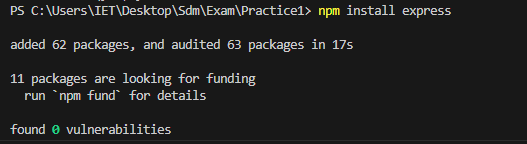 PS C:\Users\IET\Desktop\Sdm\Exam\Practice1> npm install express
added 62 packages, and audited 63 packages in 17s
11 packages are looking for funding
  run `npm fund` for details
found 0 vulnerabilities